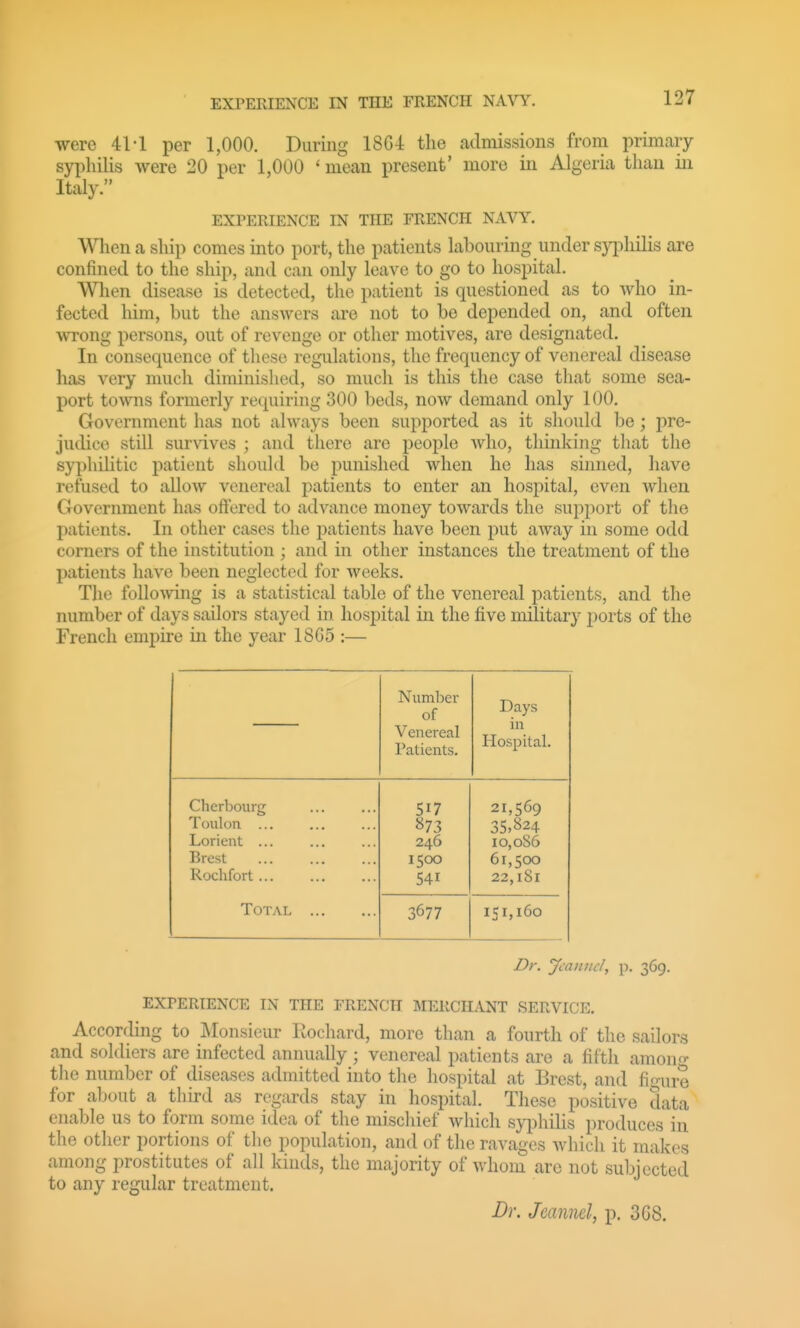 EXPERIENCE IN THE FRENCH NAVY. 127
were 41·1 per 1,000. During 1864 the admissions from primary
syphilis were 20 per 1,000 ‘mean present’ more in Algeria than in
Italy.”
EXPERIENCE IN THE FRENCH NAVY.
When a ship comes into port, the patients labouring under syphilis are
confined to the ship, and can only leave to go to hospital.
When disease is detected, the patient is questioned as to who in-
fected him, but the answers are not to be depended on, and often
wrong persons, out of revenge or other motives, are designated.
In consequence of these regulations, the frequency of venereal disease
has very much diminished, so much is this the case that some sea-
port towns formerly requiring 300 beds, now demand only 100.
Government has not always been supported as it should be ; pre-
judice still survives ; and there are people who, thinking that the
syphilitic patient should be punished when he has sinned, have
refused to allow venereal patients to enter an hospital, even when
Government has offered to advance money towards the support of the
patients. In other cases the patients have been put away in some odd
corners of the institution ; and in other instances the treatment of the
patients have been neglected for weeks.
The following is a statistical table of the venereal patients, and the
number of days sailors stayed in hospital in the five military ports of the
French empire in the year 1865 :—
Number of Venereal Patients. Days in Hospital.
Cherbourg ... ... 517 21,569
Toulon ... ... ... 873 35,824
Lorient ... ... ... 246 10,086
Brest ... ... ... 1500 61,500
Rochfort ... ... ... 541 22,181
TOTAL ... ... 3677 151,160
Dr. Jeannel, p. 369.
EXPERIENCE IN THE FRENCH MERCHANT SERVICE.
According to Monsieur Rochard, more than a fourth of the sailors
and soldiers are infected annually ; venereal patients are a fifth among
the number of diseases admitted into the hospital at Brest, and figure
for about a third as regards stay in hospital. These positive data
enable us to form some idea of the mischief which syphilis produces in
the other portions of the population, and of the ravages which it makes
among prostitutes of all kinds, the majority of whom are not subjected
to any regular treatment.
Dr. Jeannel, p. 368.